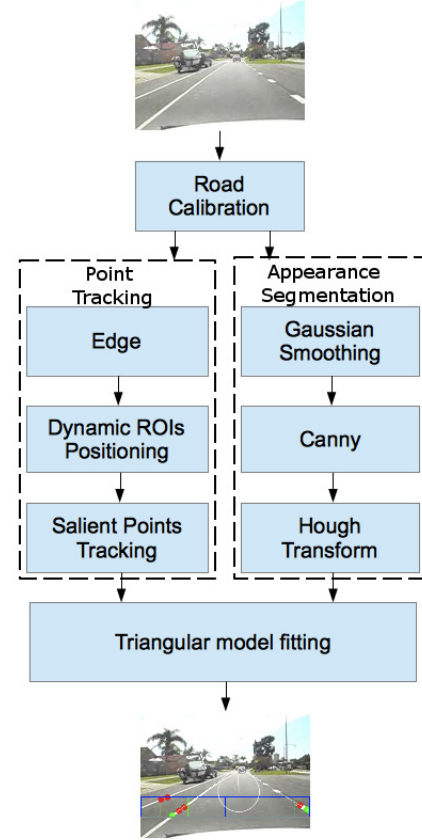 Road
Calibration
Point
Tracking
Appearance
Segmentation
Edge
Gaussian
Smoothing
Dynamic ROIs
Positioning
Canny
Salient Points
Tracking
Hough
Transform
Triangular model fitting